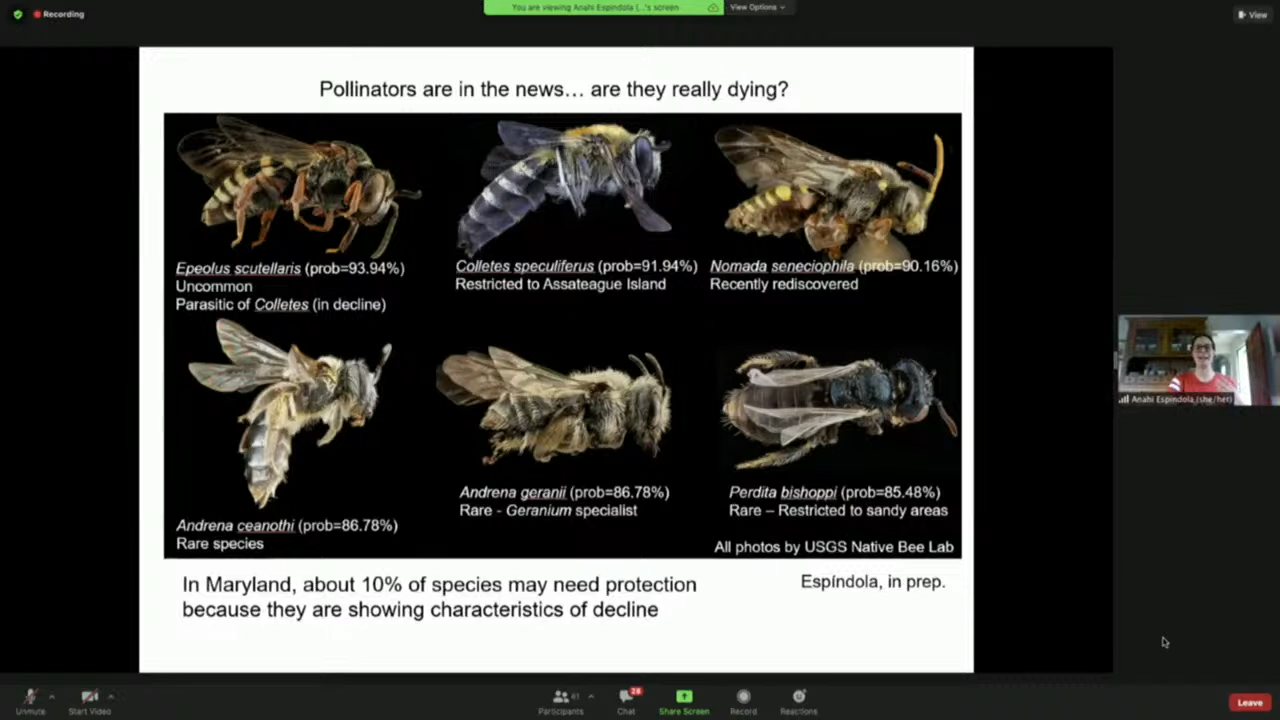 Recording
You are viewing Anahi Espindola (...'s screen
View Options
View
Pollinators are in the news... are they really dying?
Epeolus scutellaris (prob=93.94%)
Uncommon
Parasitic of Colletes (in decline)
Colletes speculiferus (prob=91.94%)
Restricted to Assateague Island
Nomada seneciophila (prob=90.16%)
Recently rediscovered
Andrena ceanothi (prob=86.78%)
Rare species
Andrena geranii (prob=86.78%)
Rare - Geranium specialist
Perdita bishoppi (prob=85.48%)
Rare – Restricted to sandy areas
All photos by USGS Native Bee Lab
In Maryland, about 10% of species may need protection
because they are showing characteristics of decline
Espíndola, in prep.
Anahi Espindola (she/her)
Unmute
Start Video
Participants
61
Chat
28
Share Screen
Record
Reactions
Leave